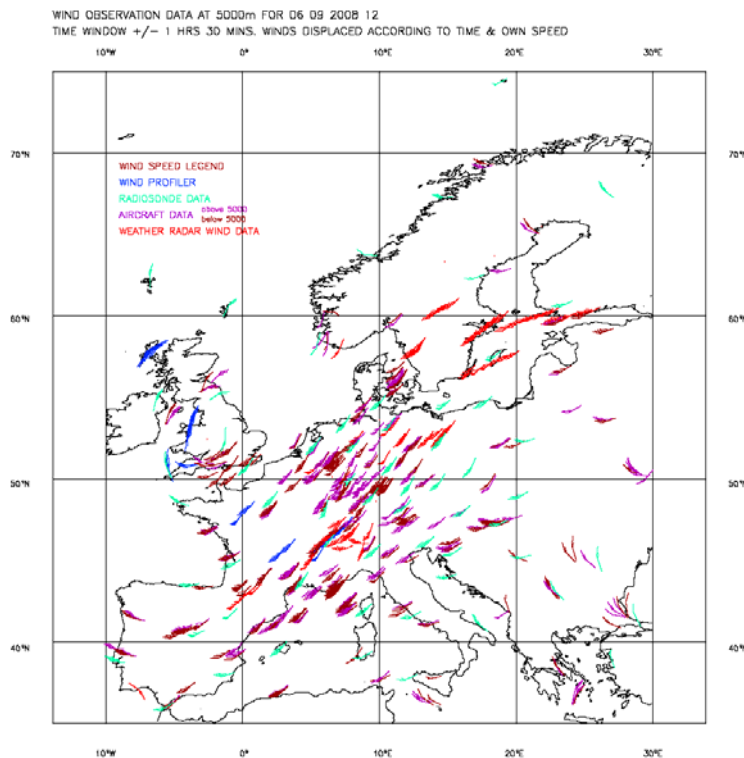 WIND OBSERVATION DATA AT 5000m FOR 06 09 2008 12
TIME WINDOW +/- 1 HRS 30 MINS. WINDS DISPLACED ACCORDING TO TIME & OWN SPEED
10°W 0° 10°E 20°E 30°E
70°N 70°N
WIND SPEED LEGEND
WIND PROFILER
RADIOSONDE DATA
AIRCRAFT DATA above 5000
below 5000
WEATHER RADAR WIND DATA
60°N 60°N
50°N 50°N
40°N 40°N
10°W 0° 10°E 20°E 30°E